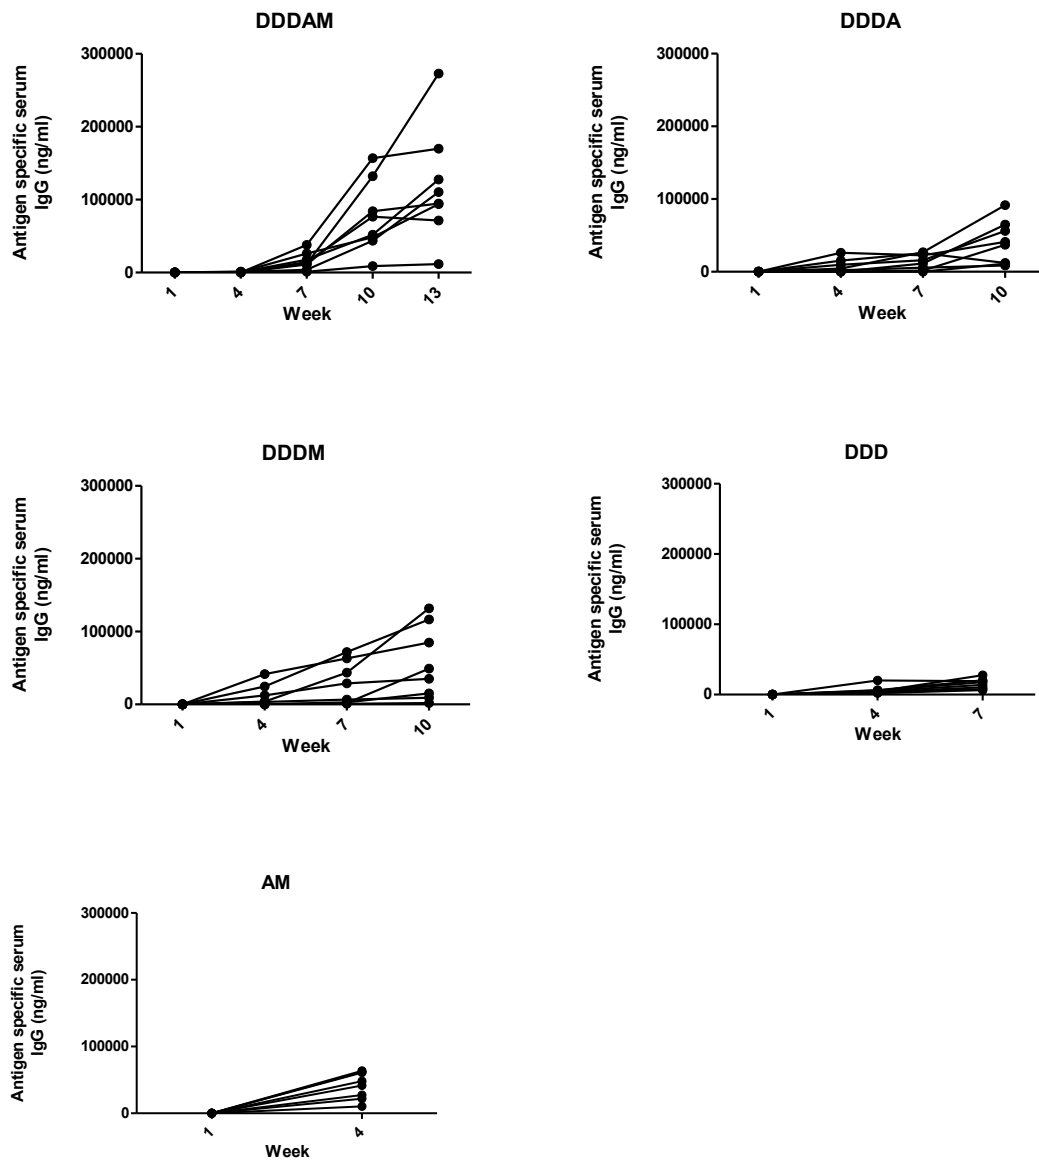 DDDAM
300000
200000
100000
0
Antigen specific serum
IgG (ng/ml)
1 4 7 10 13
Week
DDDA
300000
200000
100000
0
Antigen specific serum
IgG (ng/ml)
1 4 7 10
Week
DDDM
300000
200000
100000
0
Antigen specific serum
IgG (ng/ml)
1 4 7 10
Week
DDD
300000
200000
100000
0
Antigen specific serum
IgG (ng/ml)
1 4 7
Week
AM
300000
200000
100000
0
Antigen specific serum
IgG (ng/ml)
1 4
Week